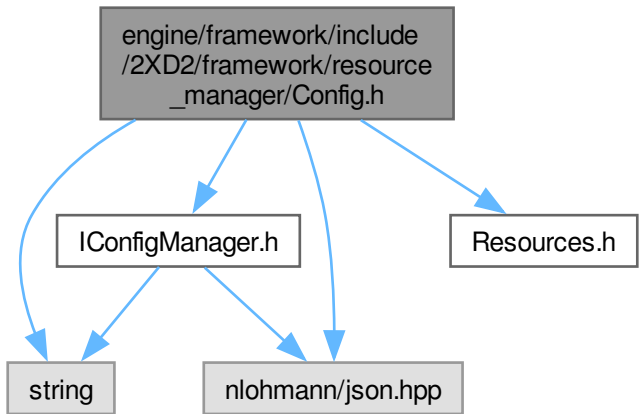 engine/framework/include
/2XD2/framework/resource
_manager/Config.h
IConfigManager.h
Resources.h
string
nlohmann/json.hpp